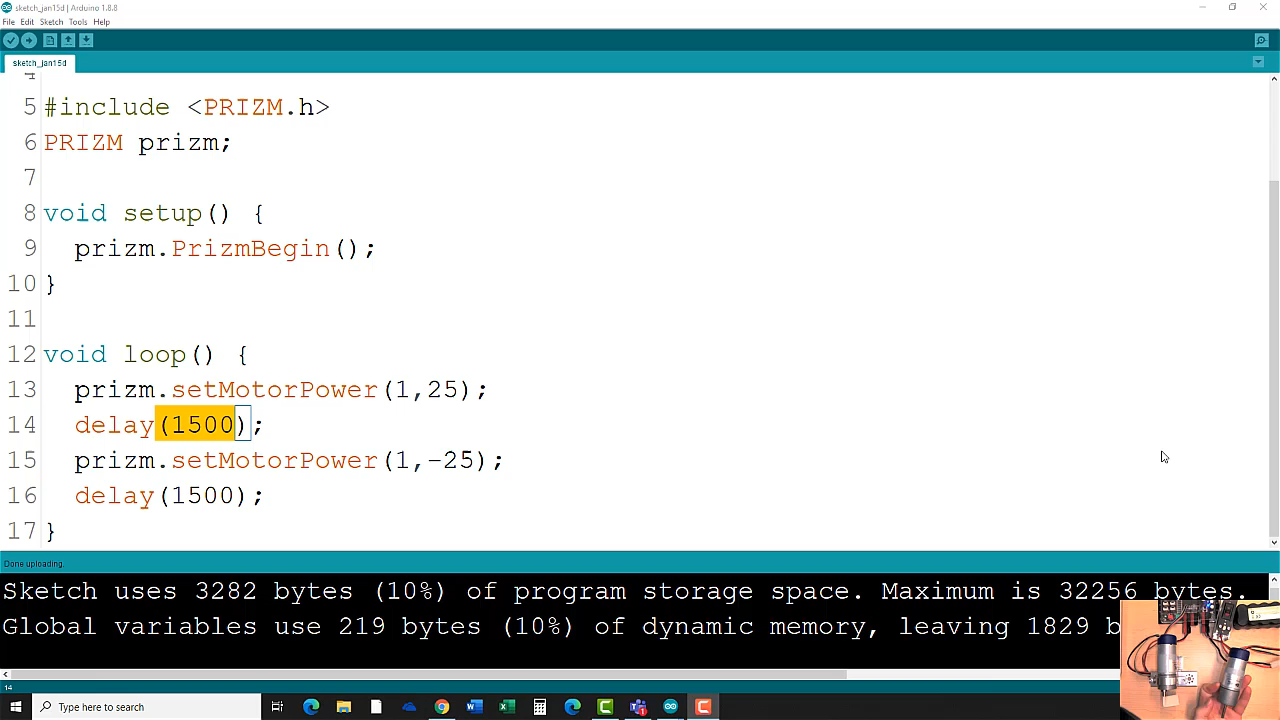 sketch_jan15d | Arduino 1.8.8
File Edit Sketch Tools Help
sketch_jan15d
4
5 #include <PRIZM.h>
6 PRIZM prizm;
7
8 void setup() {
9 prizm.PrizmBegin();
10 }
11
12 void loop() {
13 prizm.setMotorPower(1,25);
14 delay(1500);
15 prizm.setMotorPower(1,-25);
16 delay(1500);
17 }
Done uploading.
Sketch uses 3282 bytes (10%) of program storage space. Maximum is 32256 bytes.
Global variables use 219 bytes (10%) of dynamic memory, leaving 1829 b
14
Type here to search